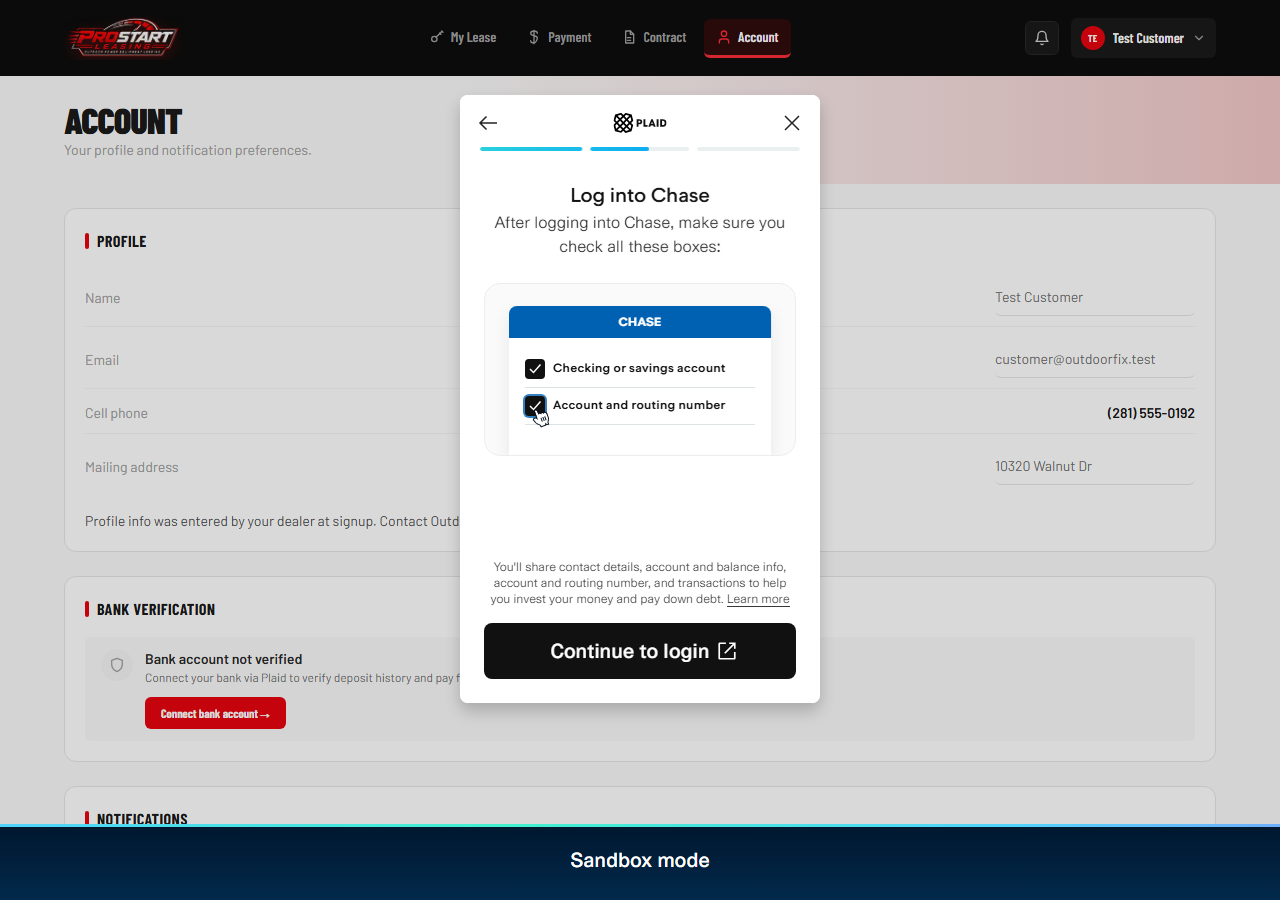 PROSTART
LEASING
My Lease
Payment
Contract
Account
TE
Test Customer
ACCOUNT
Your profile and notification preferences.
PLAID
Log into Chase
After logging into Chase, make sure you
check all these boxes:
CHASE
Checking or savings account
Account and routing number
You'll share contact details, account and balance info,
account and routing number, and transactions to help
you invest your money and pay down debt. Learn more
Continue to login
PROFILE
Name
Test Customer
Email
customer@outdoorfix.test
Cell phone
(281) 555-0192
Mailing address
10320 Walnut Dr
Profile info was entered by your dealer at signup. Contact Outd
BANK VERIFICATION
Bank account not verified
Connect your bank via Plaid to verify deposit history and pay f
Connect bank account→
NOTIFICATIONS
Sandbox mode